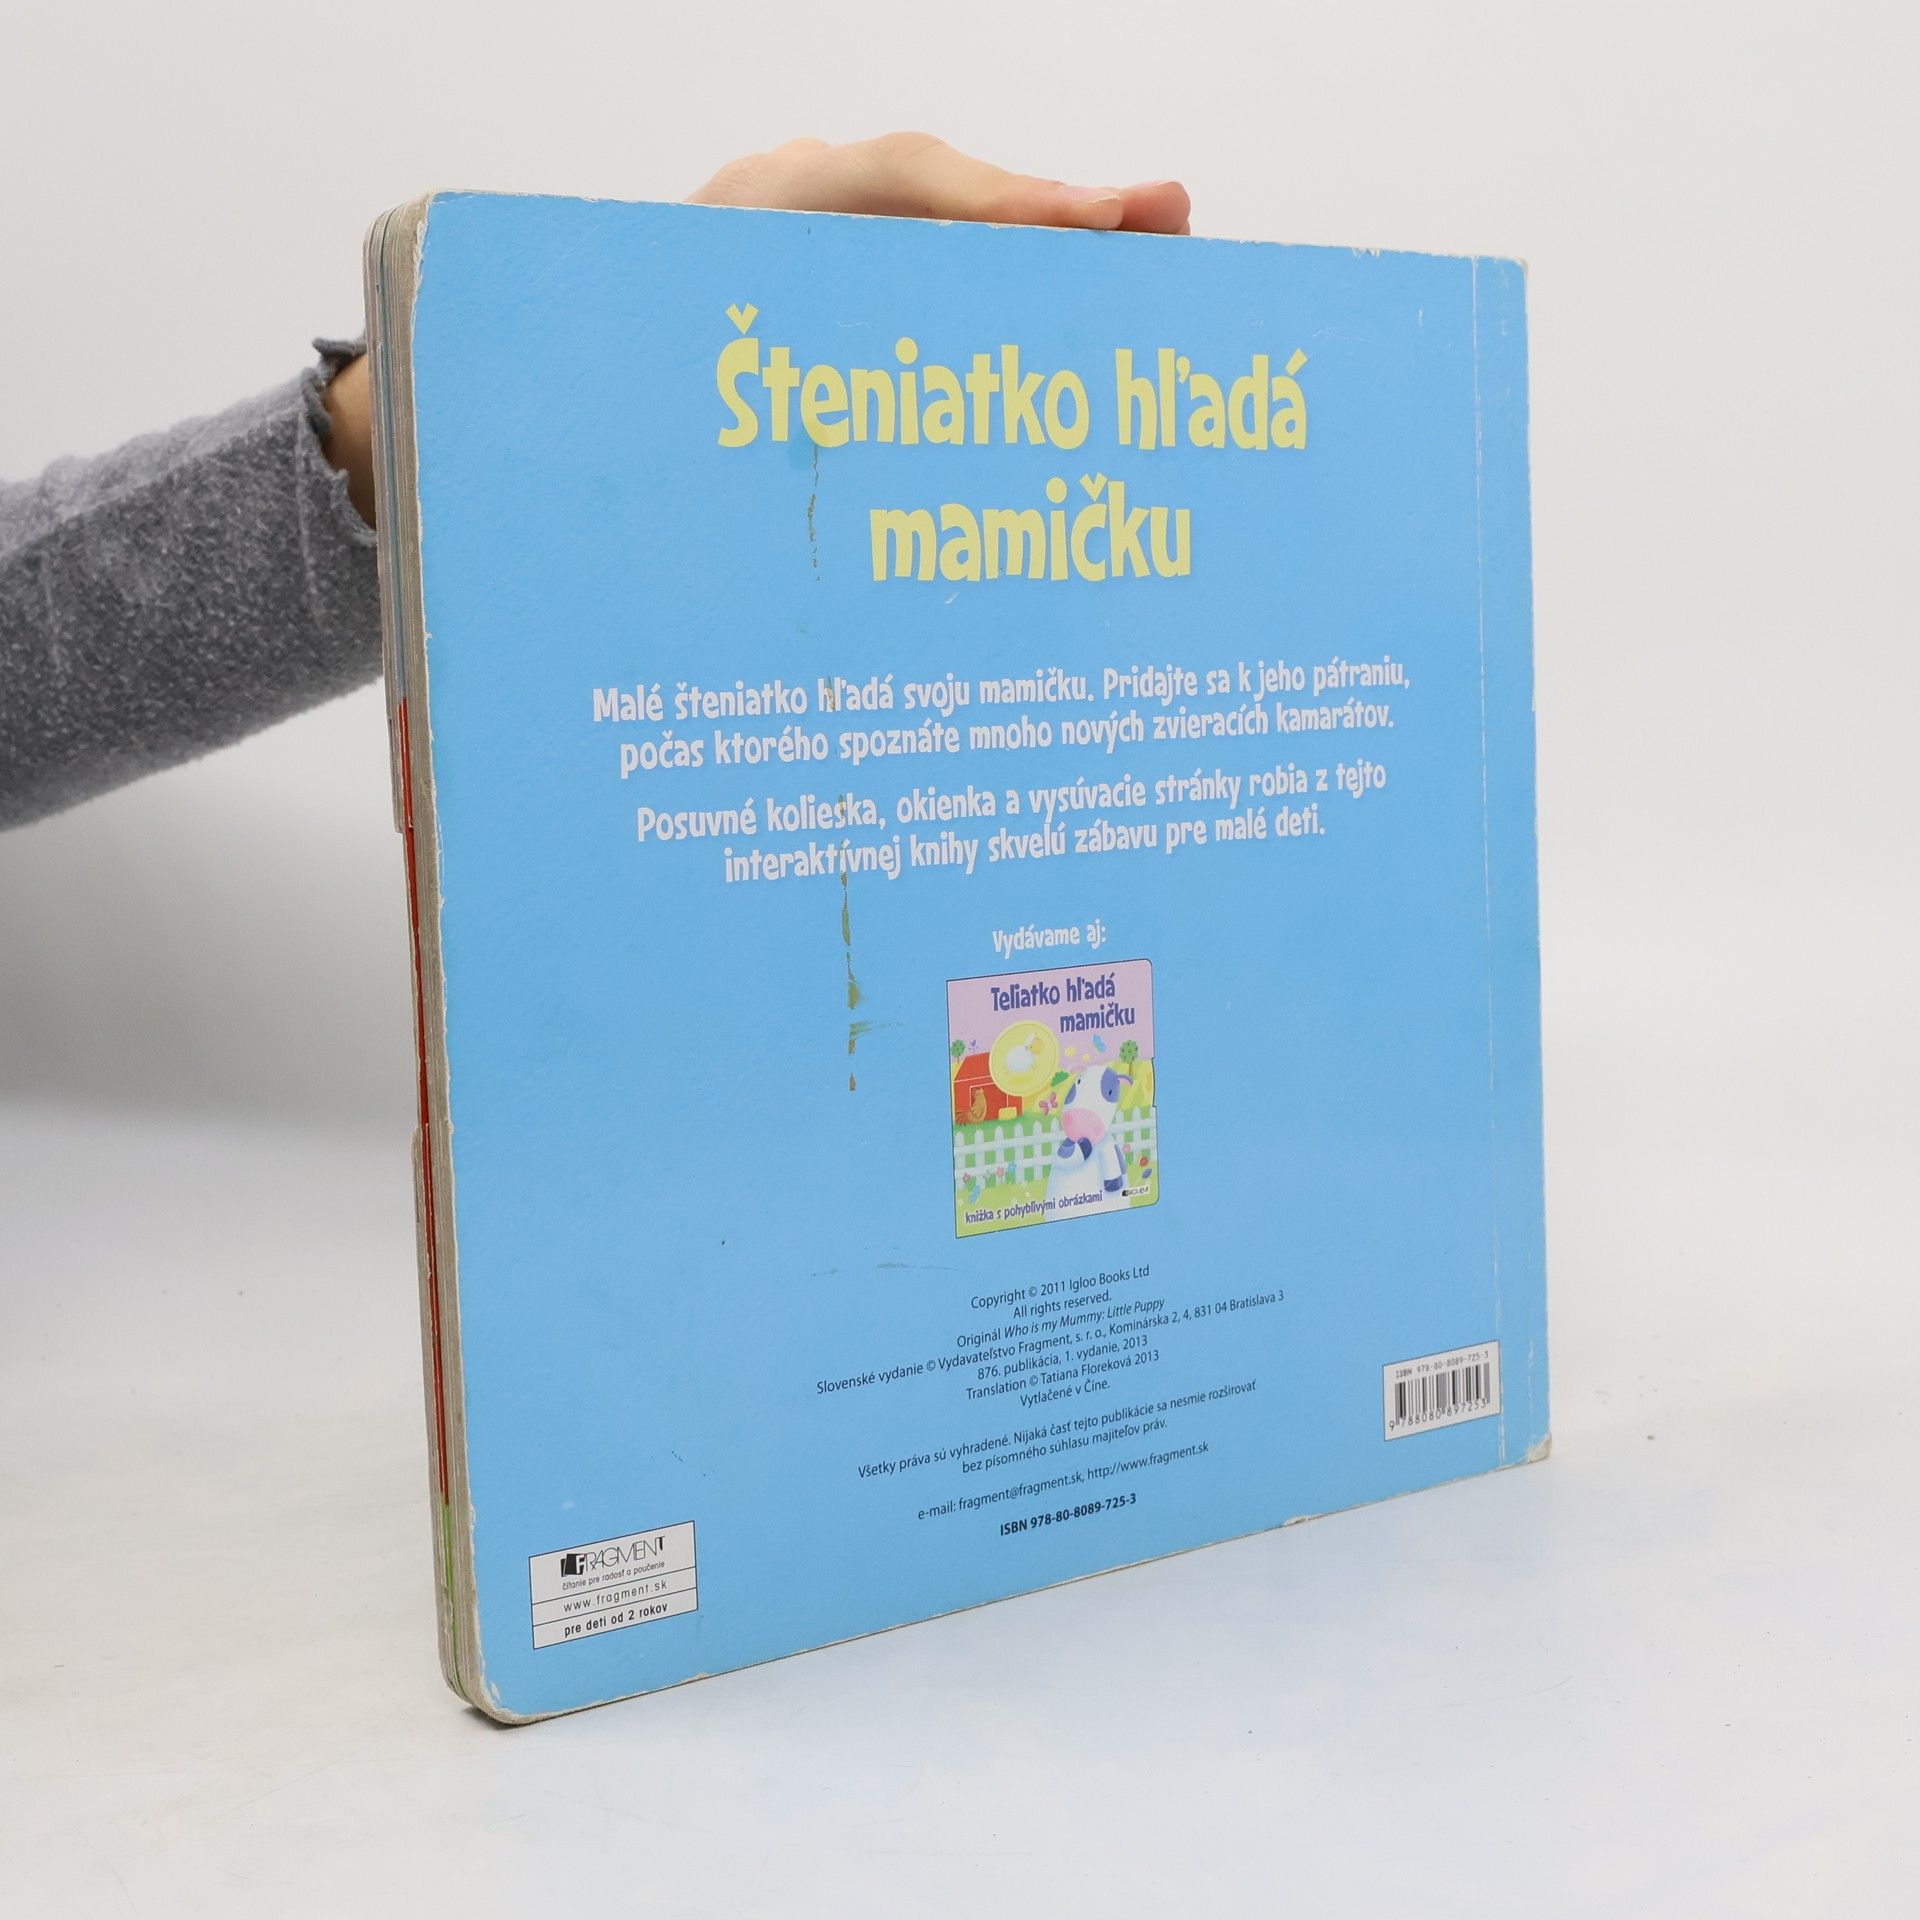 Šteniatko hľadá
mamičku
Malé šteniatko hľadá svoju mamičku. Pridajte sa k jeho pátraniu,
počas ktorého spoznáte mnoho nových zvieracích kamarátov.
Posuvné kolieska, okienka a vysúvacie stránky robia z tejto
interaktívnej knihy skvelú zábavu pre malé deti.
Vydávame aj:
Teliatko hľadá
mamičku
FRAGMENT
knižka s pohyblivými obrázkami
Copyright © 2011 Igloo Books Ltd
All rights reserved.
Originál Who is my Mummy: Little Puppy
Slovenské vydanie © Vydavateľstvo Fragment, s. r. o., Kominárska 2, 4, 831 04 Bratislava 3
876. publikácia, 1. vydanie, 2013
Translation © Tatiana Floreková 2013
Vytlačené v Číne.
Všetky práva sú vyhradené. Nijaká časť tejto publikácie sa nesmie rozširovať
bez písomného súhlasu majiteľov práv.
e-mail: fragment@fragment.sk, http://www.fragment.sk
ISBN 978-80-8089-725-3
ISBN 978-80-8089-725-3
9 788080 897253
FRAGMENT
čítanie pre radosť a poučenie
www.fragment.sk
pre deti od 2 rokov